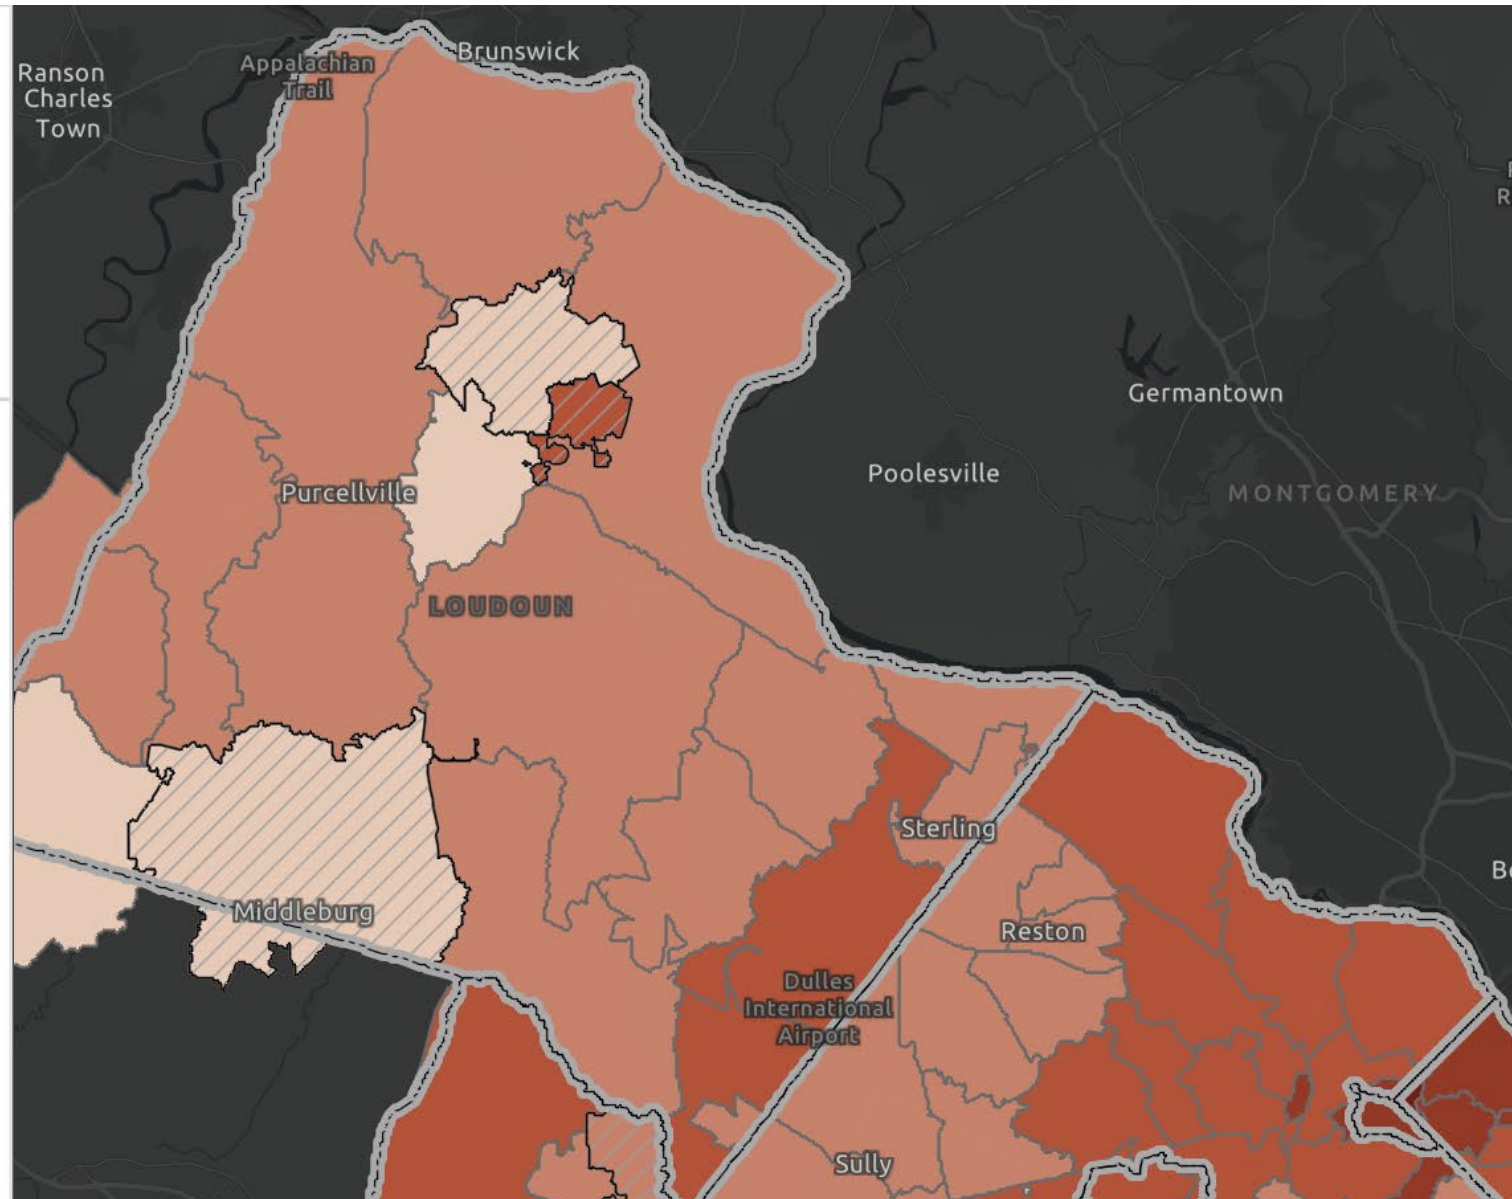 Brunswick
Appalachian
Trail
Ranson
Charles
Town
Germantown
Poolesville
MONTGOMERY
Purcellville
LOUDOUN
Sterling
Middleburg
Reston
Dulles
International
Airport
Sully